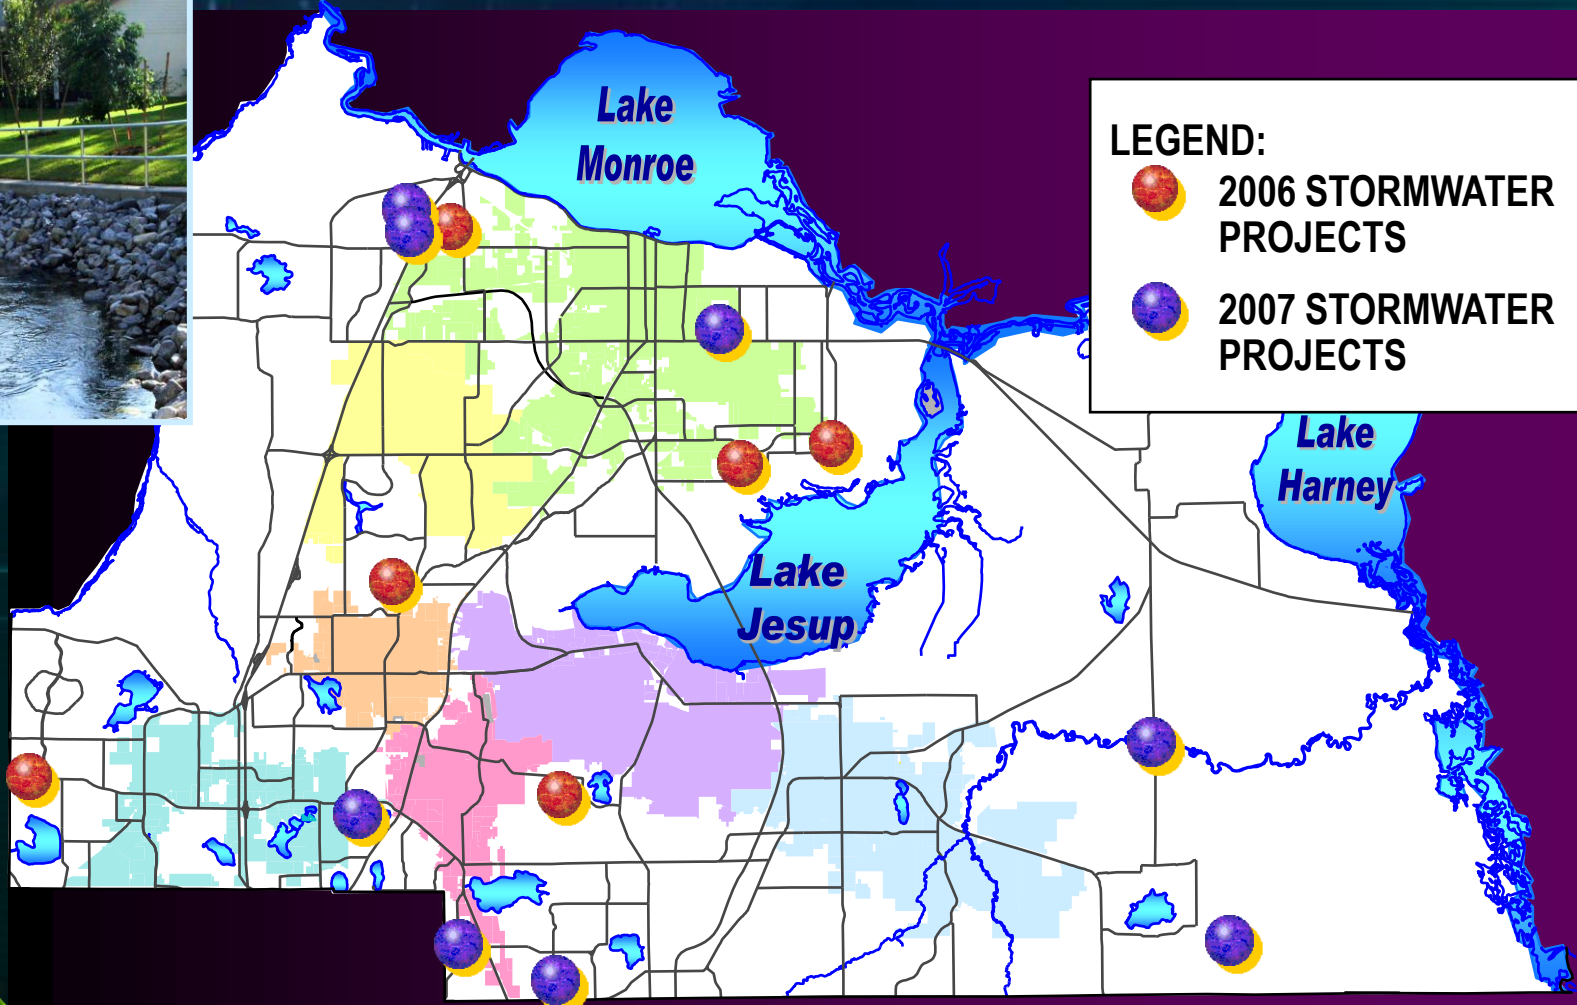 Lake
Monroe
LEGEND:
2006 STORMWATER
PROJECTS
2007 STORMWATER
PROJECTS
Lake
Harney
Lake
Jesup